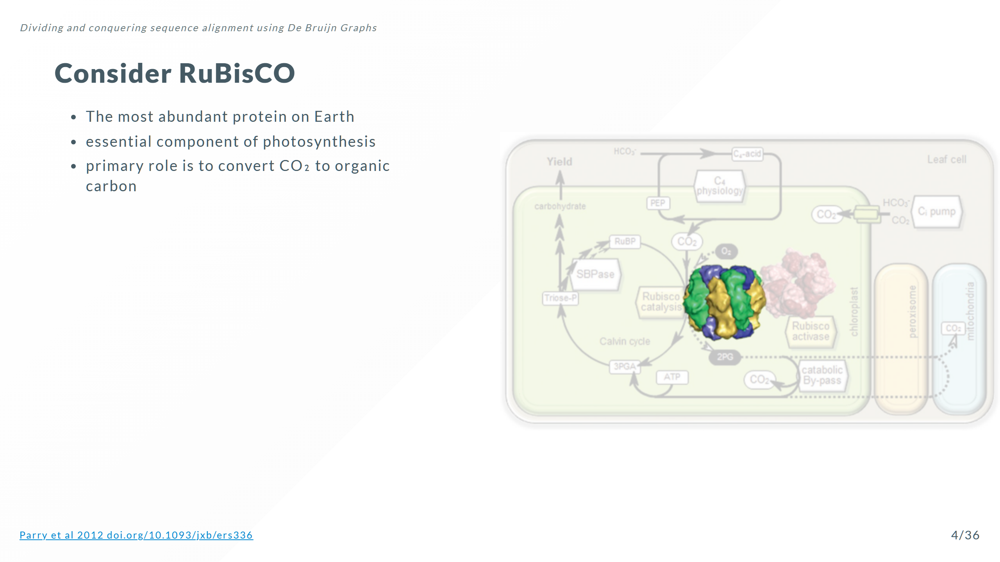 Dividing and conquering sequence alignment using De Bruijn Graphs
Consider RuBisCO
• The most abundant protein on Earth
• essential component of photosynthesis
• primary role is to convert CO₂ to organic
carbon
Yield
HCO₃⁻
C₄-acid
Leaf cell
C₄
physiology
PEP
carbohydrate
HCO₃⁻
CO₂
CO₂
Cᵢ pump
RuBP
CO₂
O₂
SBPase
Triose-P
Rubisco
catalysis
Rubisco
activase
chloroplast
peroxisome
mitochondria
CO₂
Calvin cycle
2PG
3PGA
ATP
CO₂
catabolic
By-pass
Parry et al 2012 doi.org/10.1093/jxb/ers336
4/36